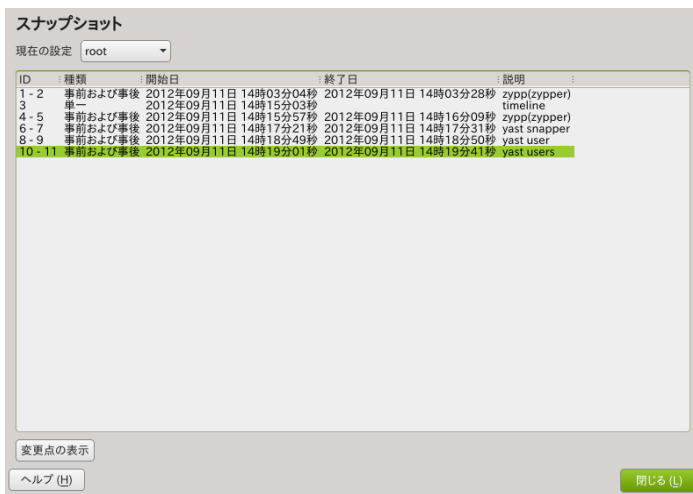 スナップショット
現在の設定 root
ID 種類 開始日 終了日 説明
1 - 2 事前および事後 2012年09月11日 14時03分04秒 2012年09月11日 14時03分28秒 zypp(zypper)
3 単一 2012年09月11日 14時15分03秒 timeline
4 - 5 事前および事後 2012年09月11日 14時15分57秒 2012年09月11日 14時16分09秒 zypp(zypper)
6 - 7 事前および事後 2012年09月11日 14時17分21秒 2012年09月11日 14時17分31秒 yast snapper
8 - 9 事前および事後 2012年09月11日 14時18分49秒 2012年09月11日 14時18分50秒 yast user
10 - 11 事前および事後 2012年09月11日 14時19分01秒 2012年09月11日 14時19分41秒 yast users
変更点の表示
ヘルプ (H) 閉じる (L)